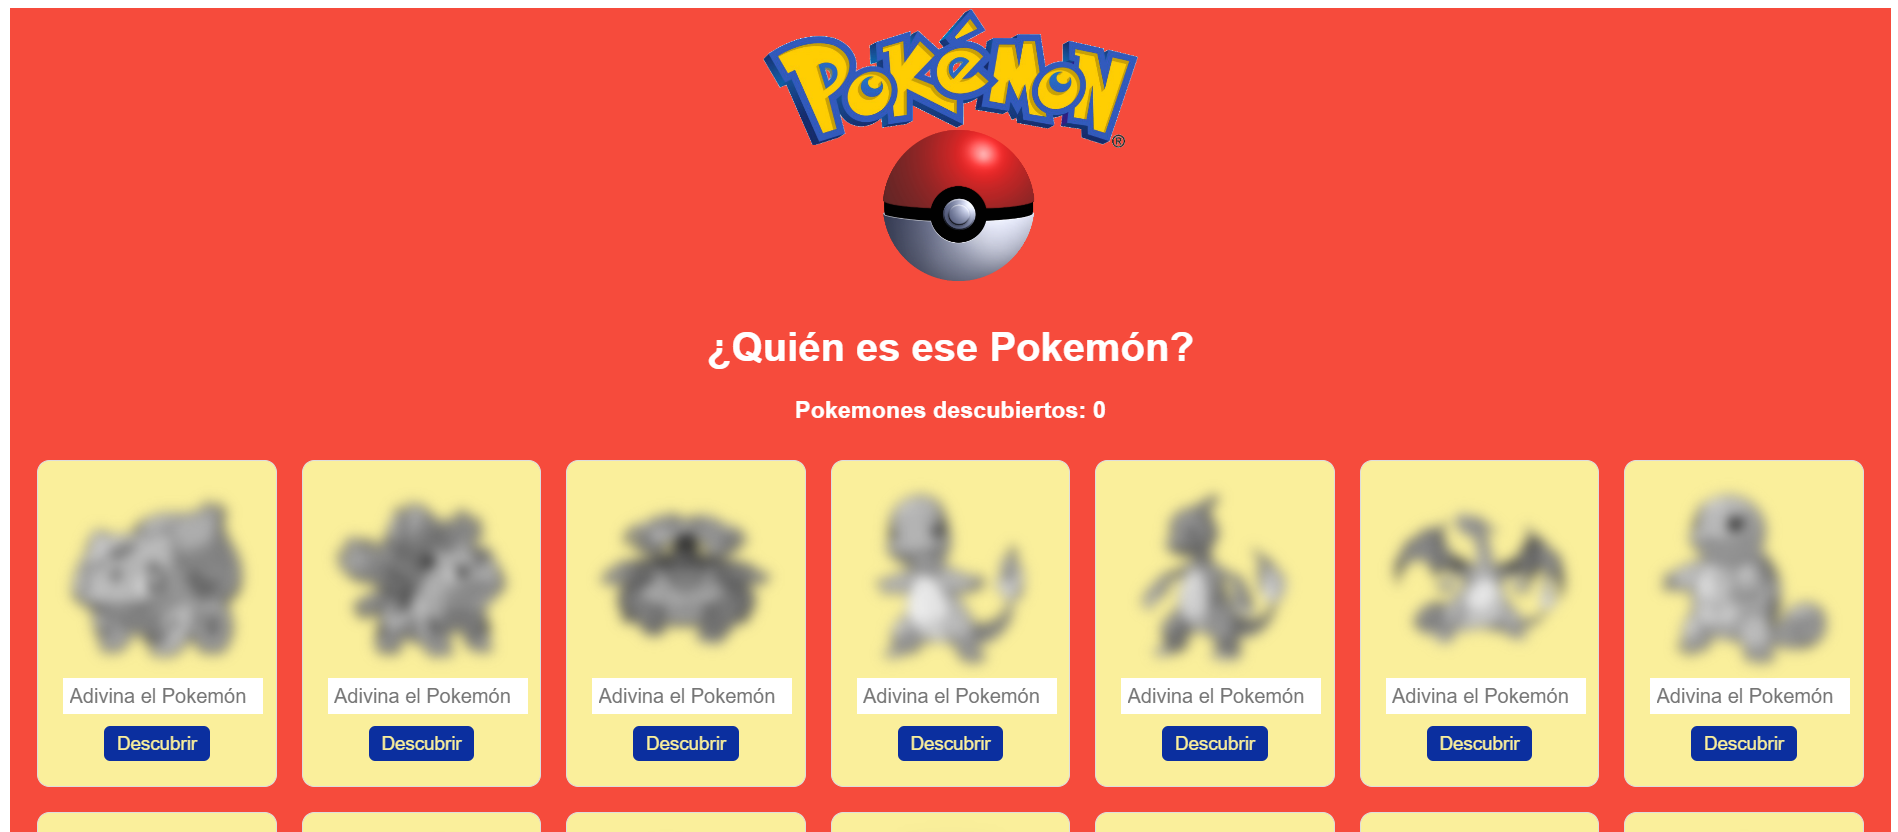 POKéMON
®
¿Quién es ese Pokemón?
Pokemones descubiertos: 0
Adivina el Pokemón
Descubrir
Adivina el Pokemón
Descubrir
Adivina el Pokemón
Descubrir
Adivina el Pokemón
Descubrir
Adivina el Pokemón
Descubrir
Adivina el Pokemón
Descubrir
Adivina el Pokemón
Descubrir